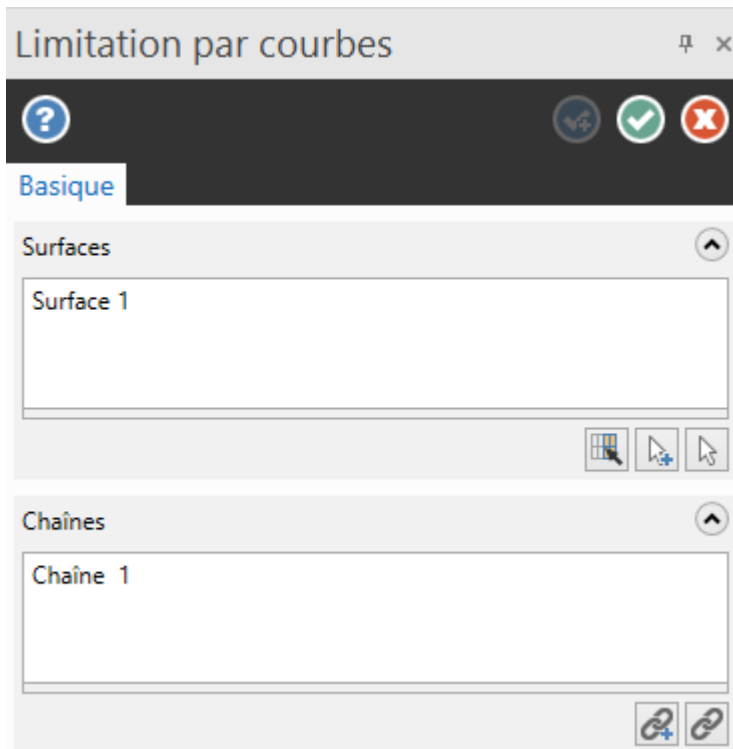 Limitation par courbes
Basique
Surfaces
Surface 1
Chaînes
Chaîne 1